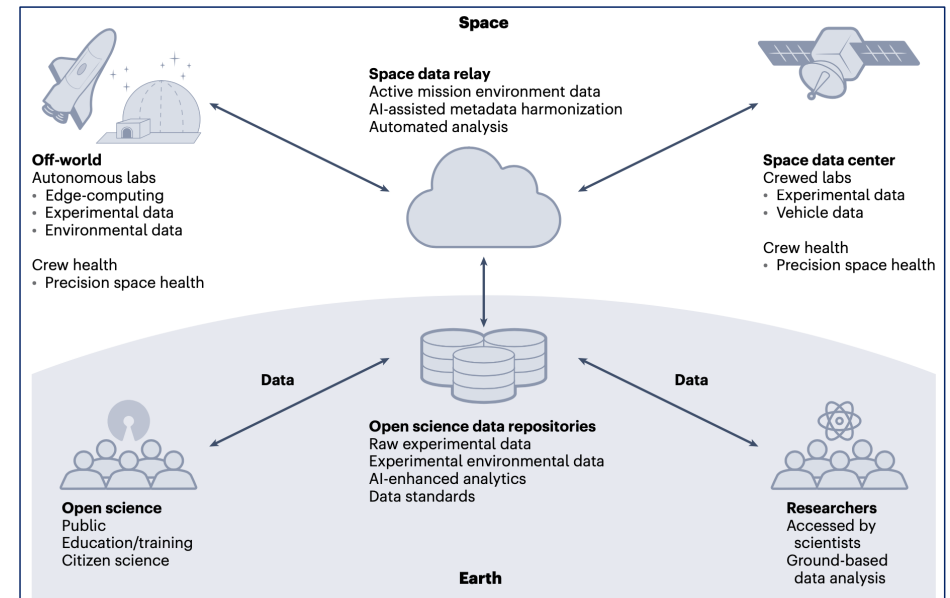 Space
Space data relay
Active mission environment data
AI-assisted metadata harmonization
Automated analysis
Off-world
Autonomous labs
• Edge-computing
• Experimental data
• Environmental data
Crew health
• Precision space health
Space data center
Crewed labs
• Experimental data
• Vehicle data
Crew health
• Precision space health
Data
Data
Open science data repositories
Raw experimental data
Experimental environmental data
AI-enhanced analytics
Data standards
Open science
Public
Education/training
Citizen science
Researchers
Accessed by
scientists
Ground-based
data analysis
Earth